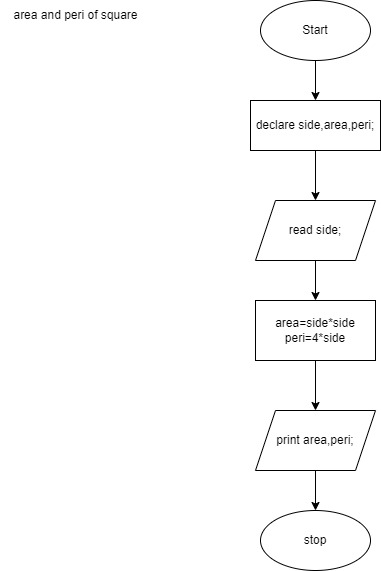 area and peri of square
Start
declare side,area,peri;
read side;
area=side*side
peri=4*side
print area,peri;
stop